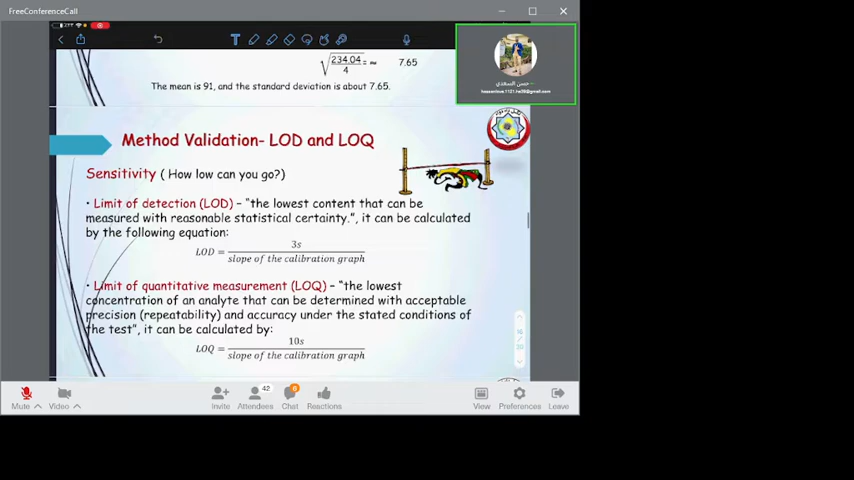 FreeConferenceCall
√234.04/4 = ≈ 7.65
The mean is 91, and the standard deviation is about 7.65.
حسن السعدي
Method Validation- LOD and LOQ
Sensitivity ( How low can you go?)
• Limit of detection (LOD) – “the lowest content that can be
measured with reasonable statistical certainty.”, it can be calculated
by the following equation:
LOD = 3s / slope of the calibration graph
• Limit of quantitative measurement (LOQ) – “the lowest
concentration of an analyte that can be determined with acceptable
precision (repeatability) and accuracy under the stated conditions of
the test”, it can be calculated by:
LOQ = 10s / slope of the calibration graph
42
Mute
Video
Invite
Attendees
Chat
Reactions
View
Preferences
Leave